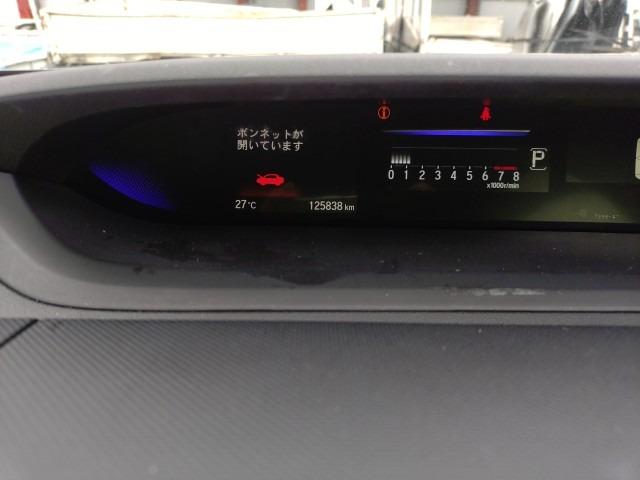 ボンネットが
開いています
27℃ 125838 km
0 1 2 3 4 5 6 7 8
x1000r/min
P